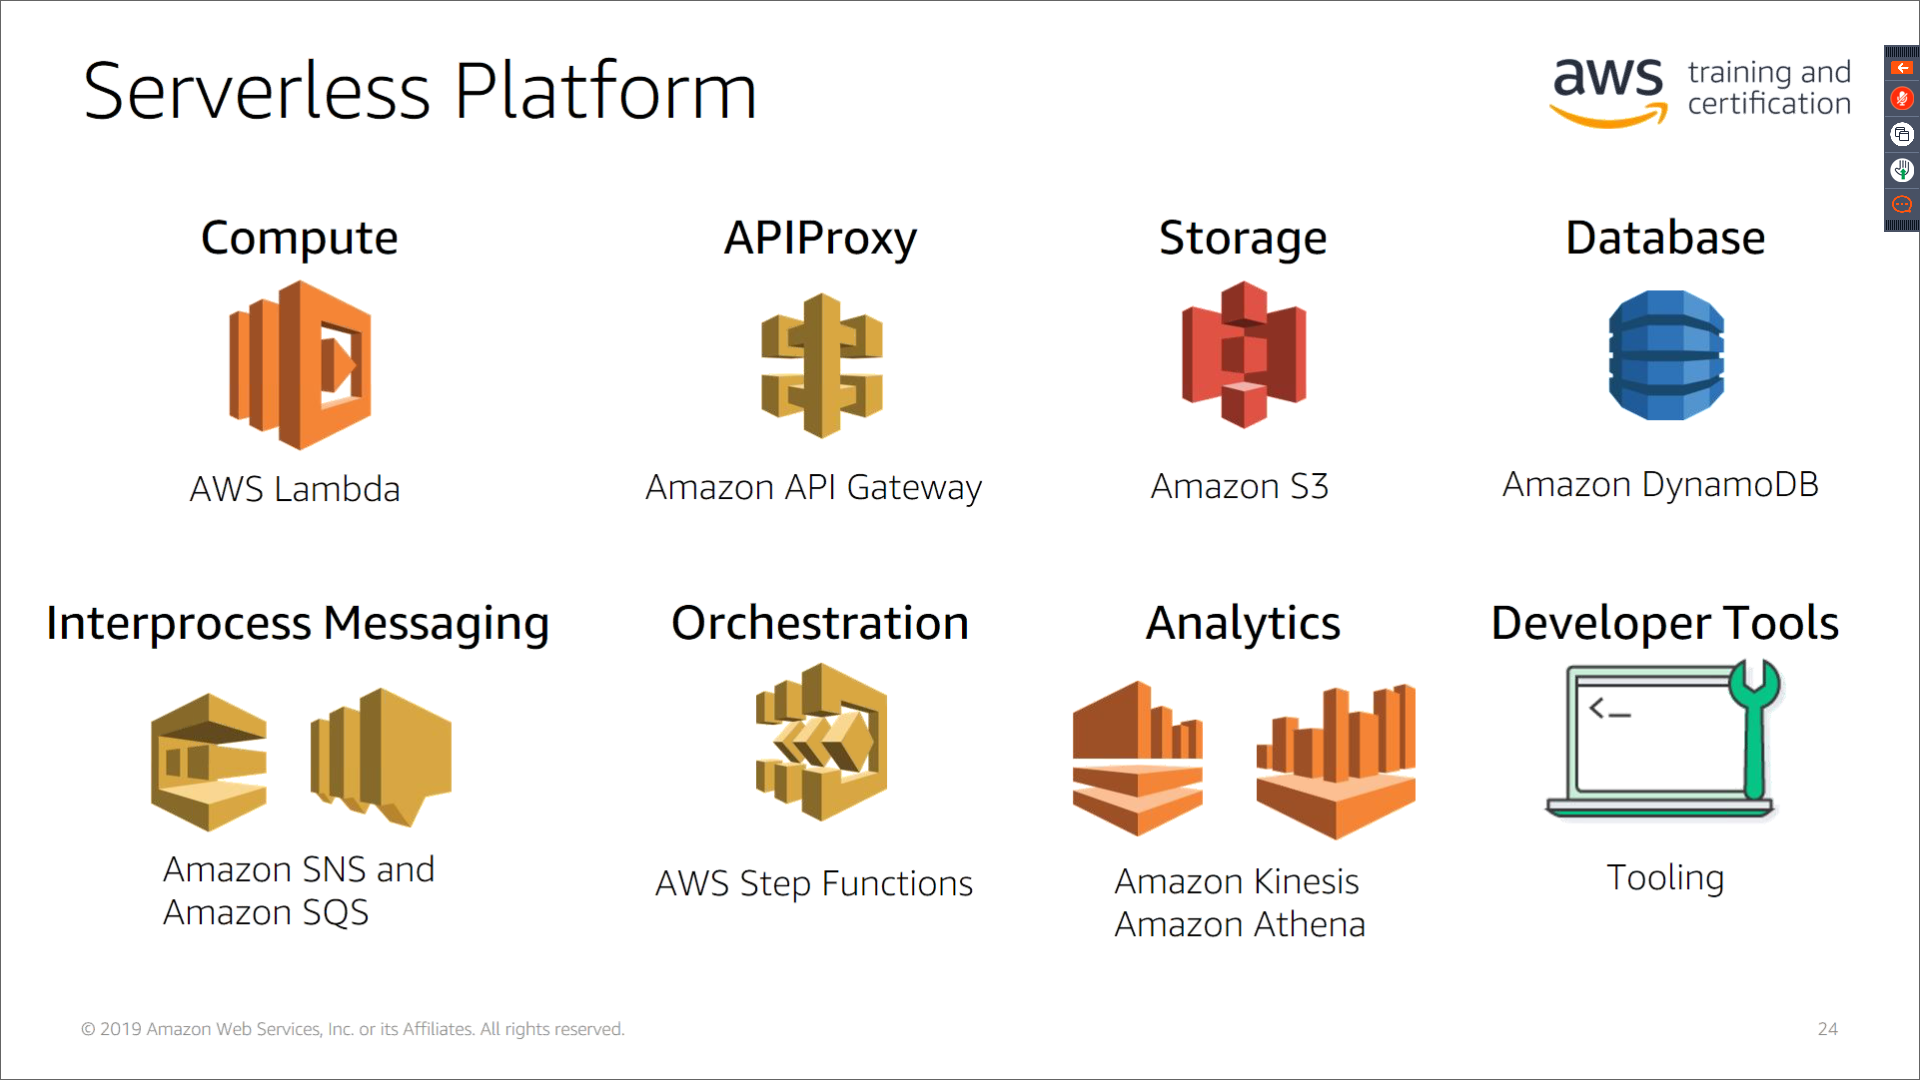 Serverless Platform
aws training and
certification
Compute
APIProxy
Storage
Database
AWS Lambda
Amazon API Gateway
Amazon S3
Amazon DynamoDB
Interprocess Messaging
Orchestration
Analytics
Developer Tools
<_
Amazon SNS and
Amazon SQS
AWS Step Functions
Amazon Kinesis
Amazon Athena
Tooling
© 2019 Amazon Web Services, Inc. or its Affiliates. All rights reserved.
24